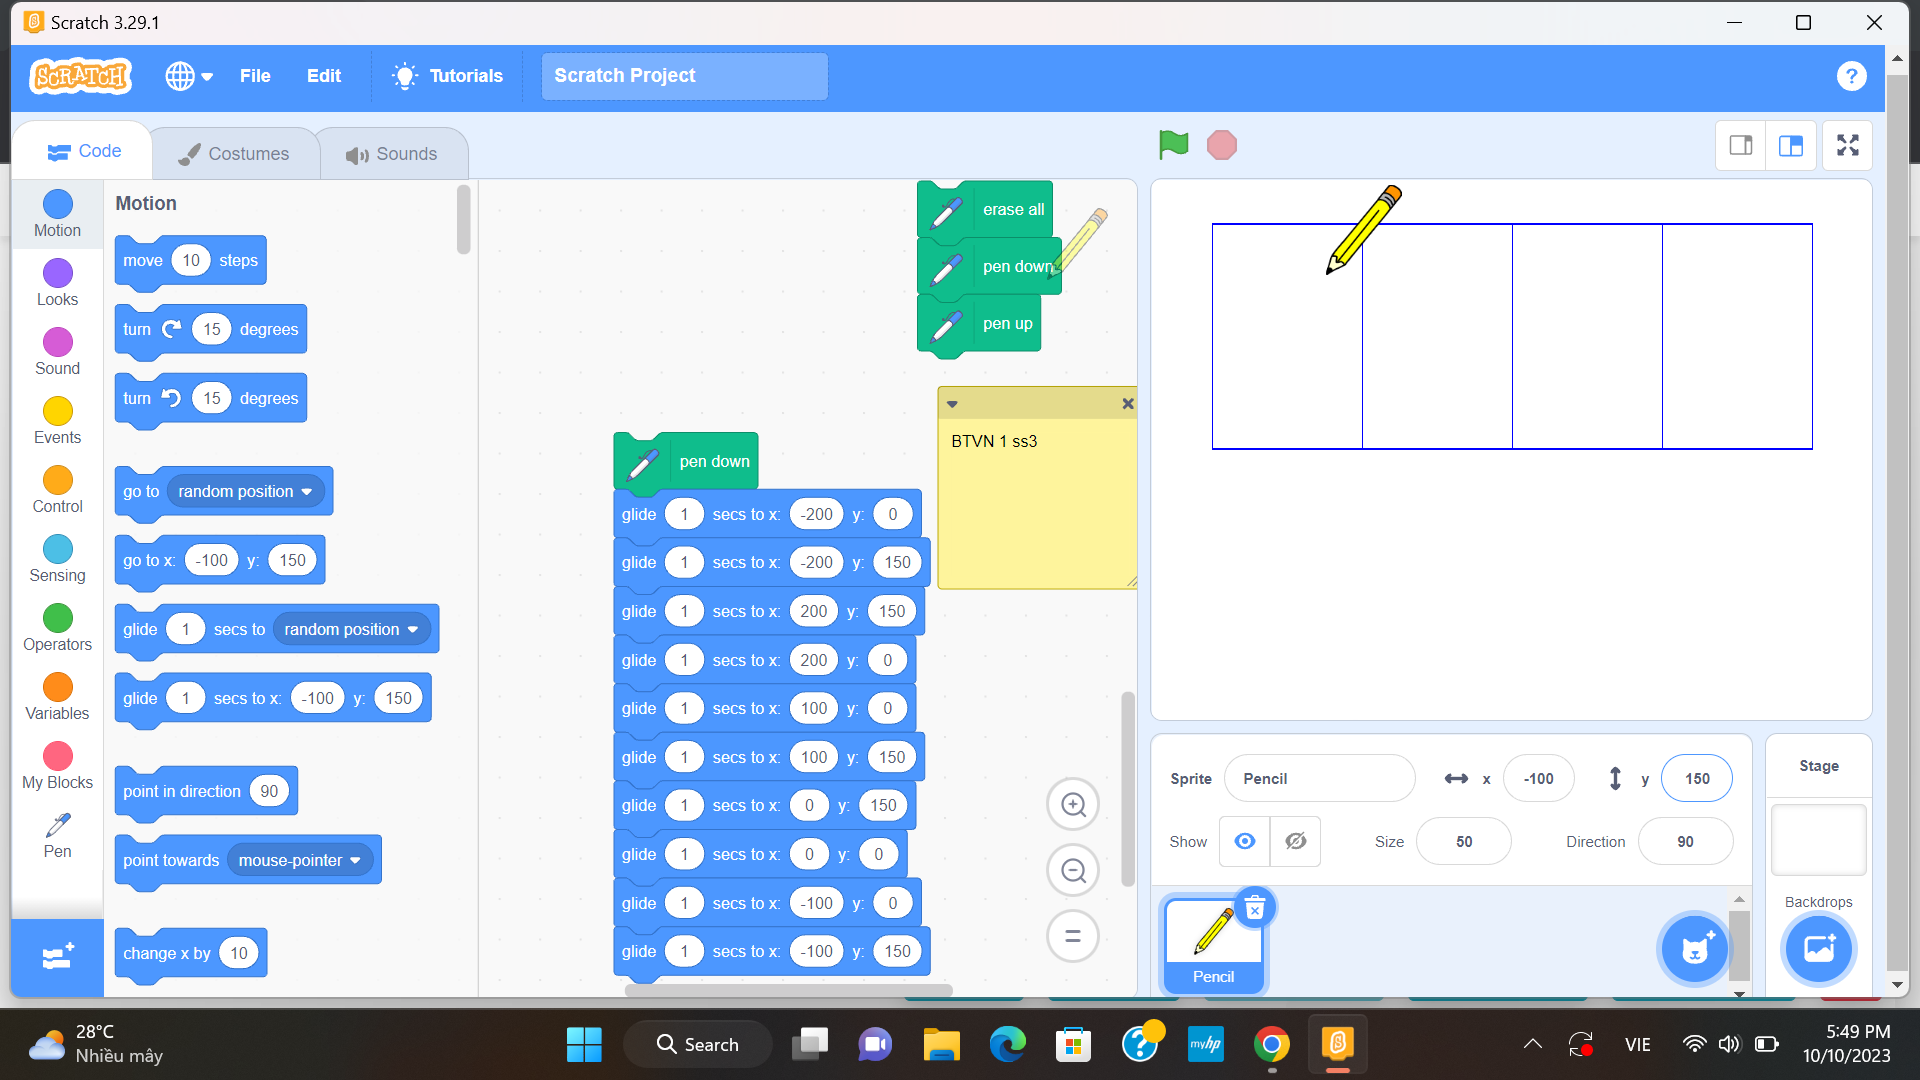 Scratch 3.29.1
SCRATCH File Edit Tutorials Scratch Project ?
Code Costumes Sounds
Motion
Looks
Sound
Events
Control
Sensing
Operators
Variables
My Blocks
Pen
Motion
move 10 steps
turn 15 degrees
turn 15 degrees
go to random position
go to x: -100 y: 150
glide 1 secs to random position
glide 1 secs to x: -100 y: 150
point in direction 90
point towards mouse-pointer
change x by 10
erase all
pen down
pen up
BTVN 1 ss3
pen down
glide 1 secs to x: -200 y: 0
glide 1 secs to x: -200 y: 150
glide 1 secs to x: 200 y: 150
glide 1 secs to x: 200 y: 0
glide 1 secs to x: 100 y: 0
glide 1 secs to x: 100 y: 150
glide 1 secs to x: 0 y: 150
glide 1 secs to x: 0 y: 0
glide 1 secs to x: -100 y: 0
glide 1 secs to x: -100 y: 150
Sprite Pencil x -100 y 150
Show Size 50 Direction 90
Pencil
Stage
Backdrops
28°C
Nhiều mây
Search
myhp
VIE
5:49 PM
10/10/2023